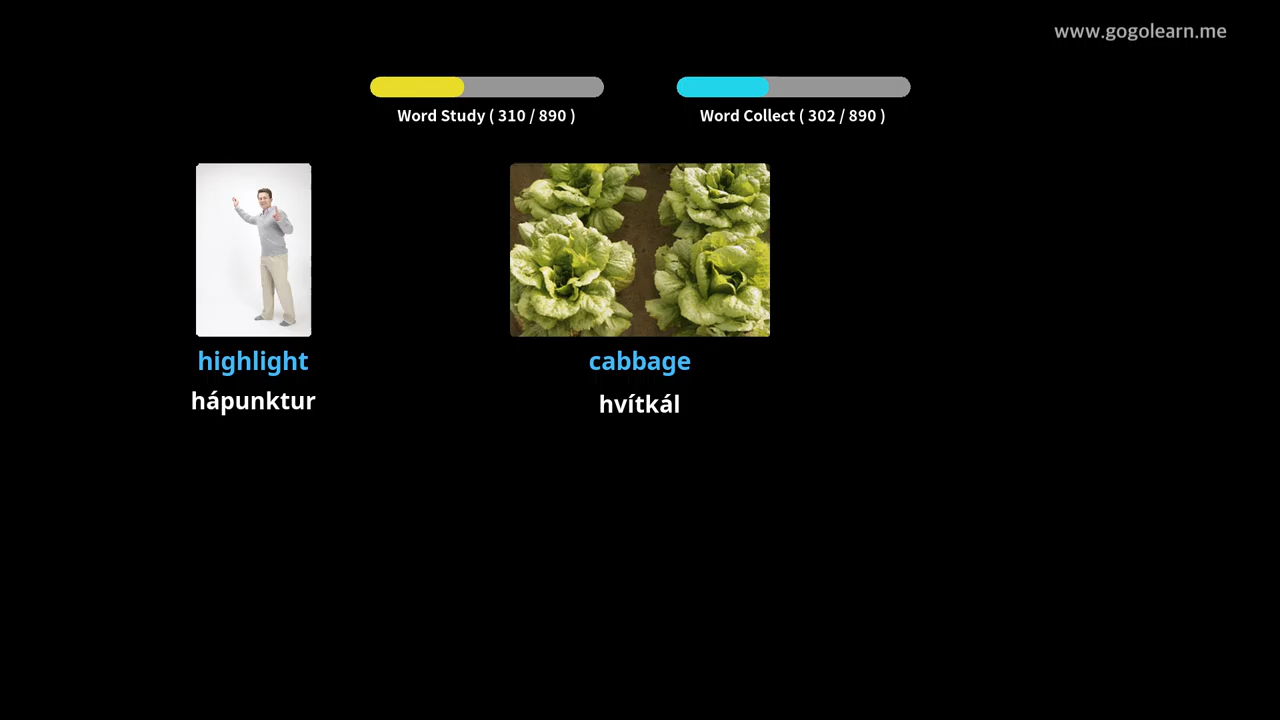 www.gogolearn.me
Word Study ( 310 / 890 )
Word Collect ( 302 / 890 )
highlight
hápunktur
cabbage
hvítkál